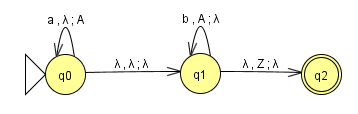 a , λ ; A
b , A ; λ
q0
λ , λ ; λ
q1
λ , Z ; λ
q2